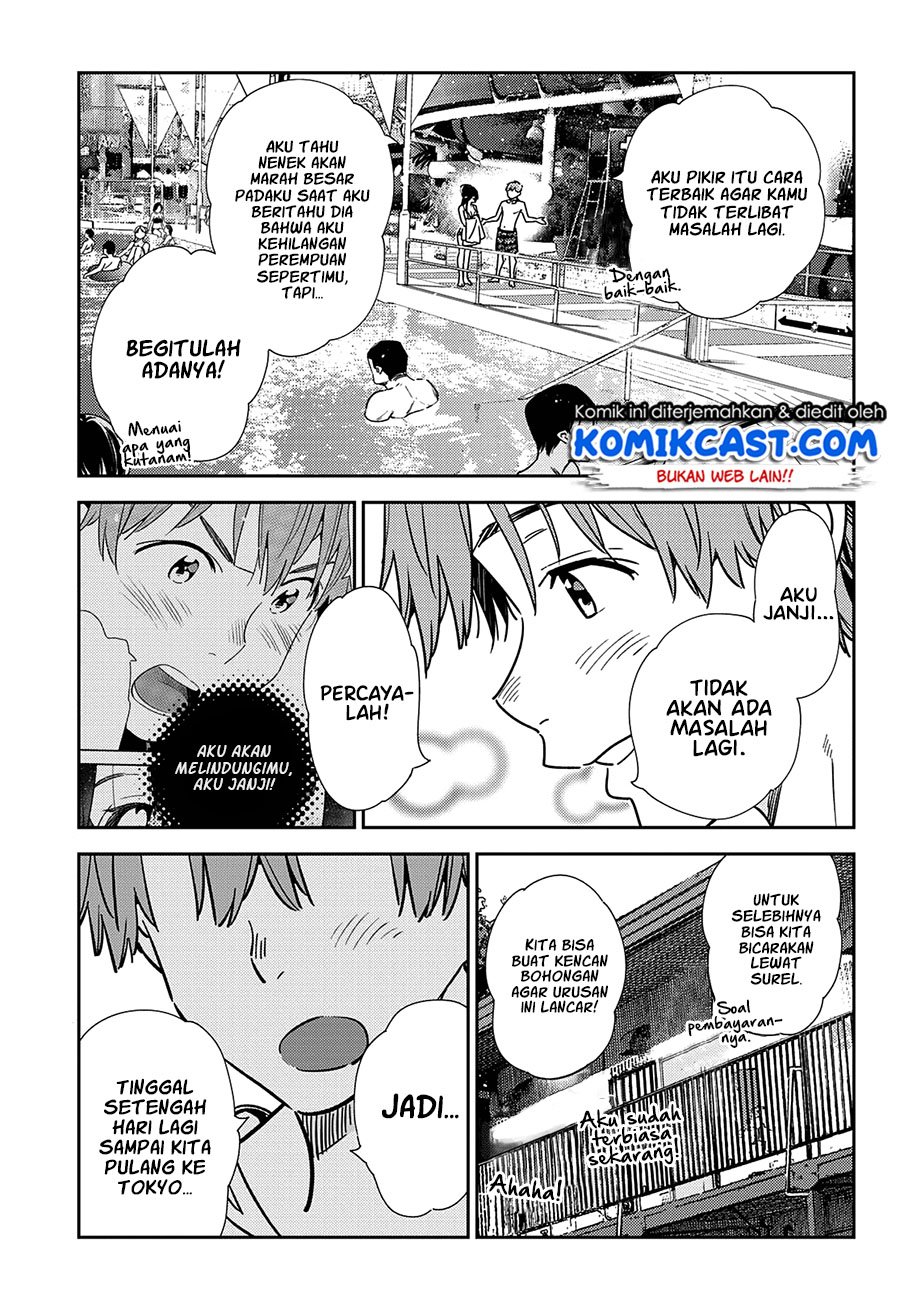 AKU PIKIR ITU CARA
TERBAIK AGAR KAMU
TIDAK TERLIBAT
MASALAH LAGI.
Dengan
baik-baik.
AKU TAHU
NENEK AKAN
MARAH BESAR
PADAKU SAAT AKU
BERITAHU DIA
BAHWA AKU
KEHILANGAN
PEREMPUAN
SEPERTIMU,
TAPI...
BEGITULAH
ADANYA!
Menuai
apa yang
kutanam!
Komik ini diterjemahkan & diedit oleh
KOMIKCAST.COM
BUKAN WEB LAIN!!
AKU
JANJI...
TIDAK
AKAN ADA
MASALAH
LAGI.
PERCAYA-
LAH!
AKU AKAN
MELINDUNGIMU,
AKU JANJI!
UNTUK
SELEBIHNYA
BISA KITA
BICARAKAN
LEWAT
SUREL.
Soal
pembayaran-
nya.
KITA BISA
BUAT KENCAN
BOHONGAN
AGAR URUSAN
INI LANCAR!
Aku sudah
terbiasa
sekarang!
Ahaha!
JADI...
TINGGAL
SETENGAH
HARI LAGI
SAMPAI KITA
PULANG KE
TOKYO...